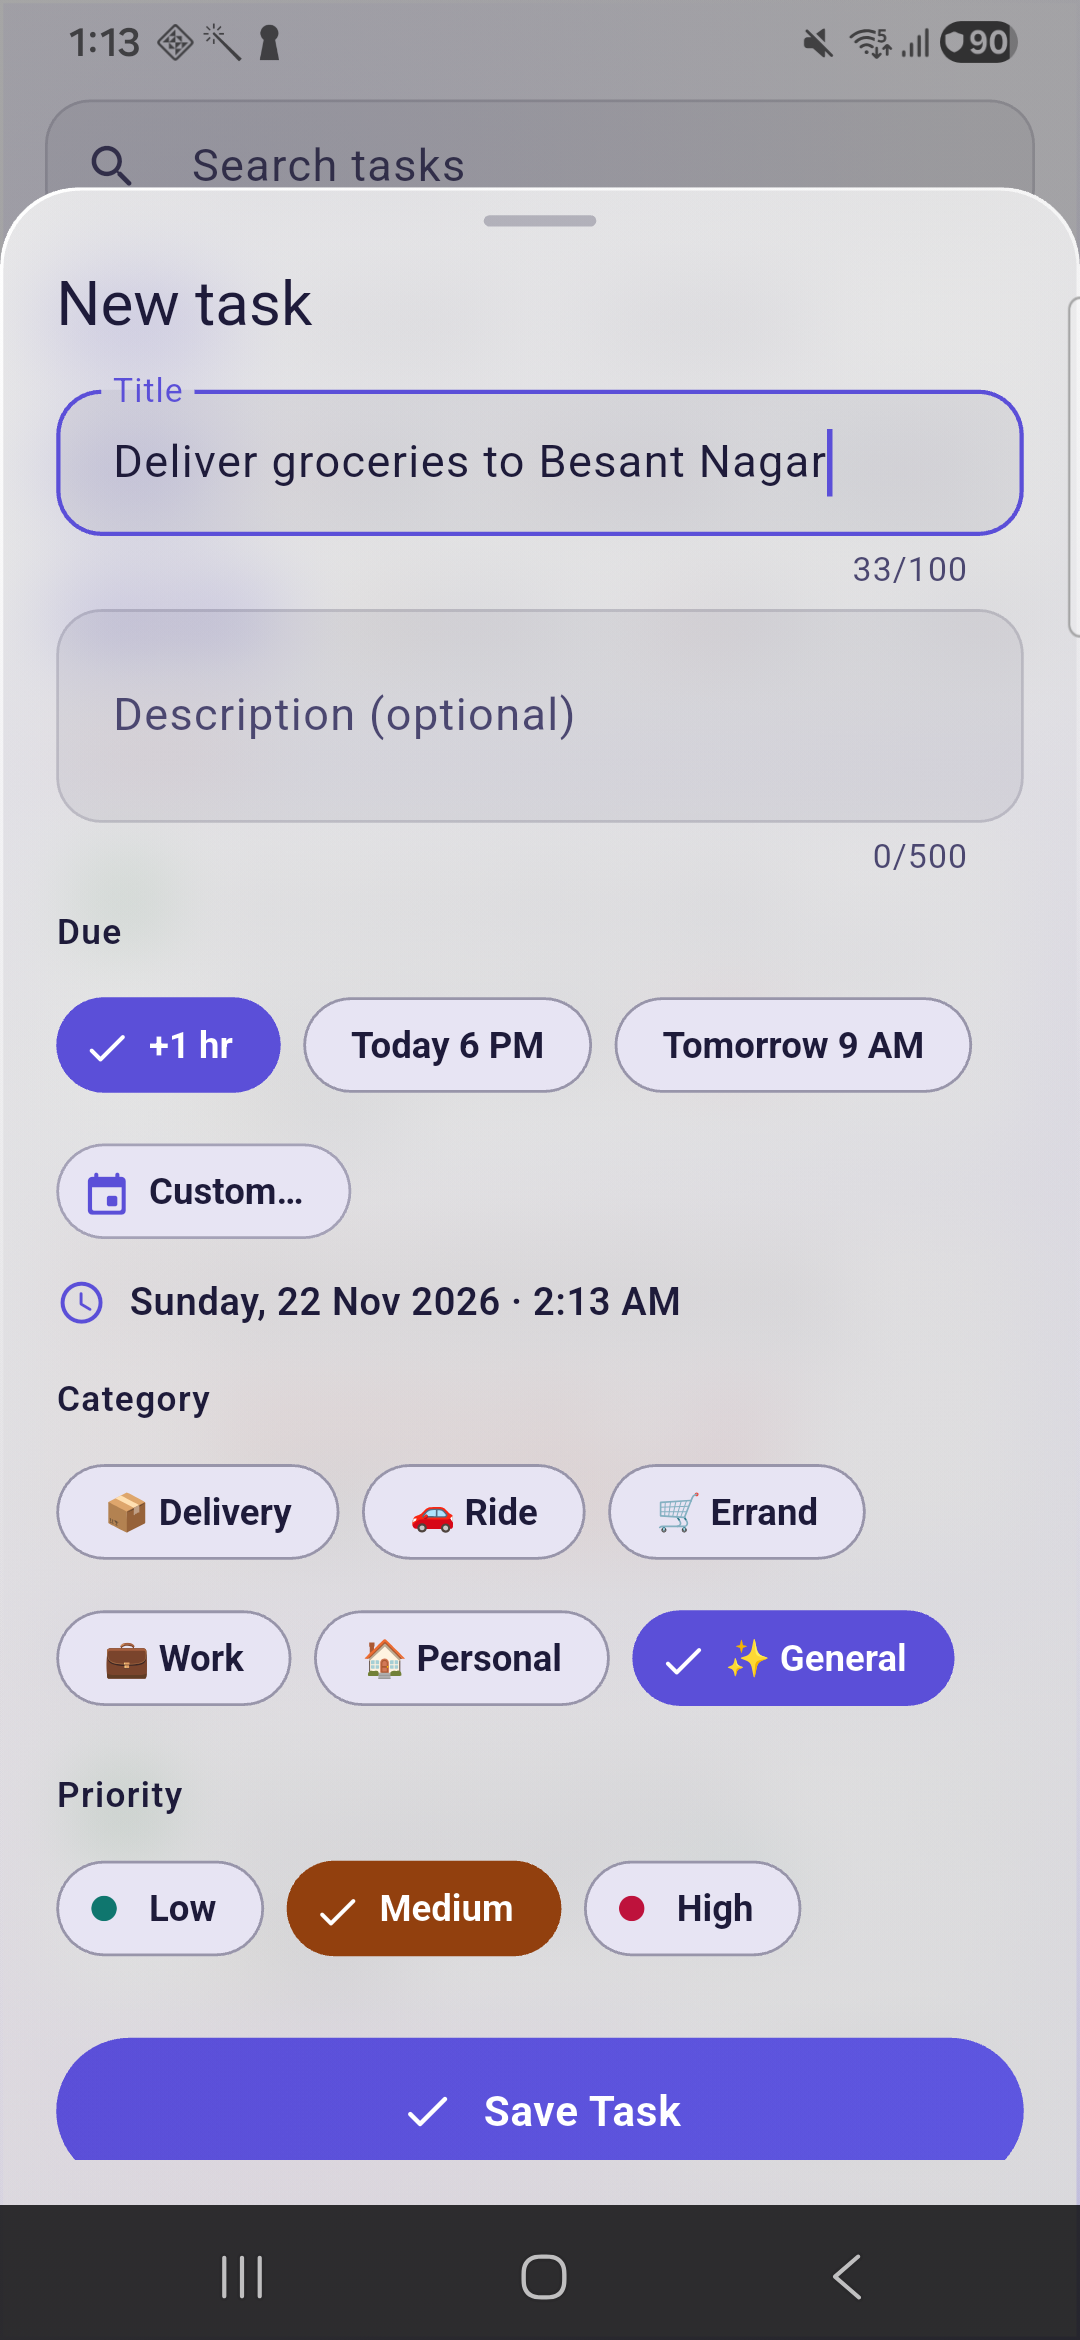 1:13
5
90
Search tasks
New task
Title
Deliver groceries to Besant Nagar
33/100
Description (optional)
0/500
Due
+1 hr
Today 6 PM
Tomorrow 9 AM
Custom...
Sunday, 22 Nov 2026 · 2:13 AM
Category
📦 Delivery
🚗 Ride
🛒 Errand
💼 Work
🏠 Personal
✨ General
Priority
Low
Medium
High
Save Task